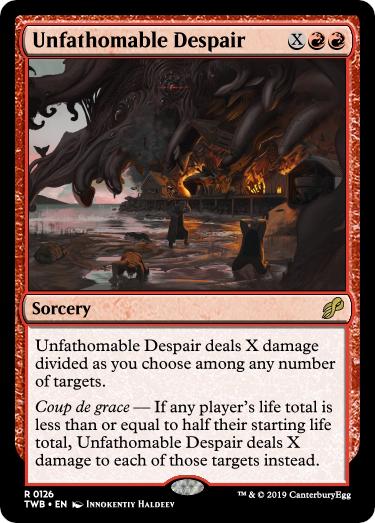 Unfathomable Despair X
Sorcery
Unfathomable Despair deals X damage
divided as you choose among any number
of targets.
Coup de grace — If any player's life total is
less than or equal to half their starting life
total, Unfathomable Despair deals X
damage to each of those targets instead.
R 0126
TWB • EN Innokentiy Haldeev
™ & © 2019 CanterburyEgg